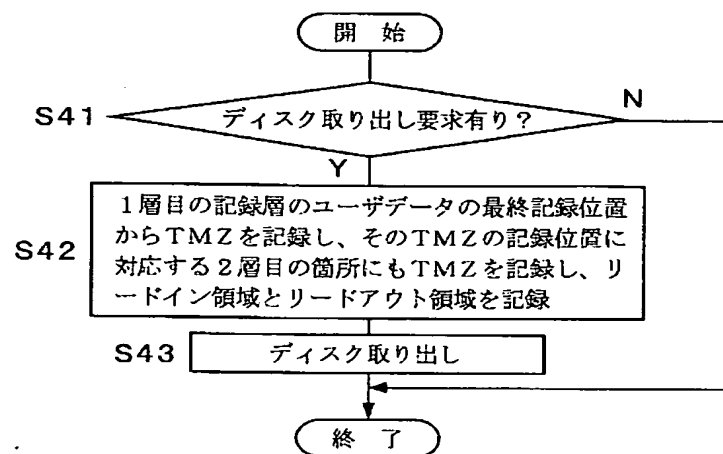 開 始
S41
ディスク取り出し要求有り？
N
Y
S42
１層目の記録層のユーザデータの最終記録位置
からTMZを記録し、そのTMZの記録位置に
対応する２層目の箇所にもTMZを記録し、リ
ードイン領域とリードアウト領域を記録
S43
ディスク取り出し
終 了